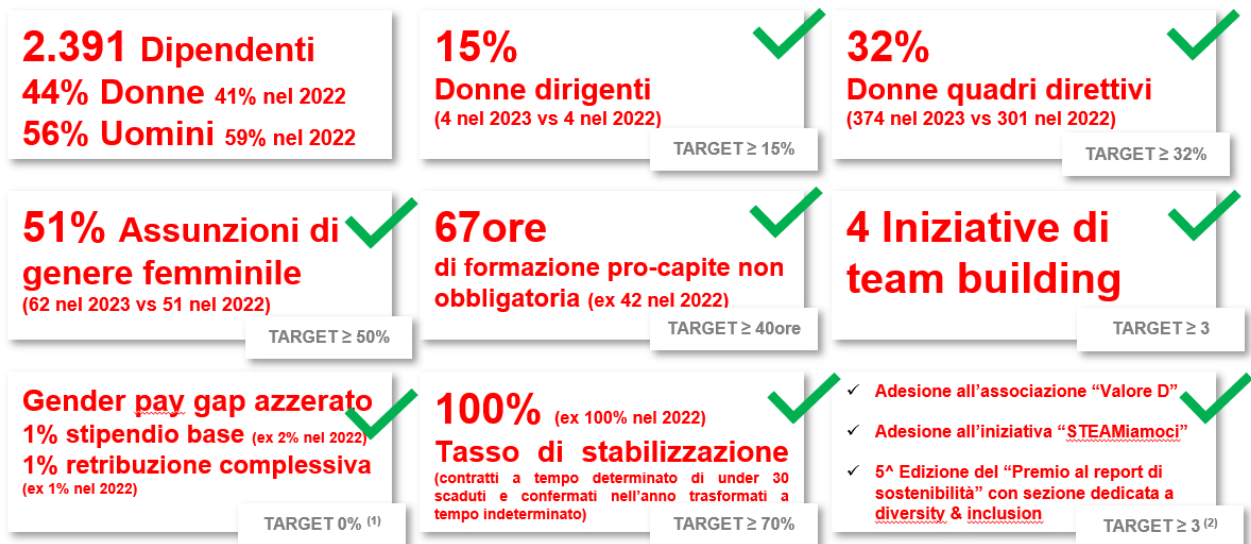 2.391 Dipendenti
44% Donne 41% nel 2022
56% Uomini 59% nel 2022
15%
Donne dirigenti
(4 nel 2023 vs 4 nel 2022)
TARGET ≥ 15%
32%
Donne quadri direttivi
(374 nel 2023 vs 301 nel 2022)
TARGET ≥ 32%
51% Assunzioni di
genere femminile
(62 nel 2023 vs 51 nel 2022)
TARGET ≥ 50%
67ore
di formazione pro-capite non
obbligatoria (ex 42 nel 2022)
TARGET ≥ 40ore
4 Iniziative di
team building
TARGET ≥ 3
Gender pay gap azzerato
1% stipendio base (ex 2% nel 2022)
1% retribuzione complessiva
(ex 1% nel 2022)
TARGET 0% (1)
100% (ex 100% nel 2022)
Tasso di stabilizzazione
(contratti a tempo determinato di under 30
scaduti e confermati nell'anno trasformati a
tempo indeterminato)
TARGET ≥ 70%
✓ Adesione all'associazione “Valore D”
✓ Adesione all'iniziativa “STEAMiamoci”
✓ 5^ Edizione del “Premio al report di
sostenibilità” con sezione dedicata a
diversity & inclusion
TARGET ≥ 3 (2)